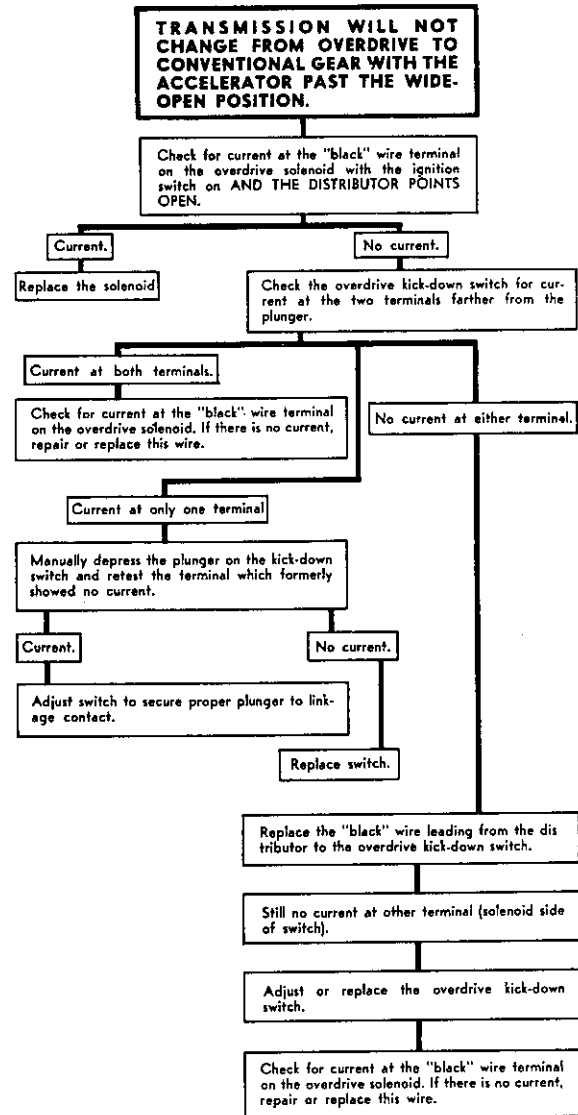 TRANSMISSION WILL NOT
CHANGE FROM OVERDRIVE TO
CONVENTIONAL GEAR WITH THE
ACCELERATOR PAST THE WIDE-
OPEN POSITION.
Check for current at the "black" wire terminal
on the overdrive solenoid with the ignition
switch on AND THE DISTRIBUTOR POINTS
OPEN.
Current.
No current.
Replace the solenoid
Check the overdrive kick-down switch for cur-
rent at the two terminals farther from the
plunger.
Current at both terminals.
No current at either terminal.
Check for current at the "black" wire terminal
on the overdrive solenoid. If there is no current,
repair or replace this wire.
Current at only one terminal
Manually depress the plunger on the kick-down
switch and retest the terminal which formerly
showed no current.
Current.
No current.
Adjust switch to secure proper plunger to link-
age contact.
Replace switch.
Replace the "black" wire leading from the dis
tributor to the overdrive kick-down switch.
Still no current at other terminal (solenoid side
of switch).
Adjust or replace the overdrive kick-down
switch.
Check for current at the "black" wire terminal
on the overdrive solenoid. If there is no current,
repair or replace this wire.